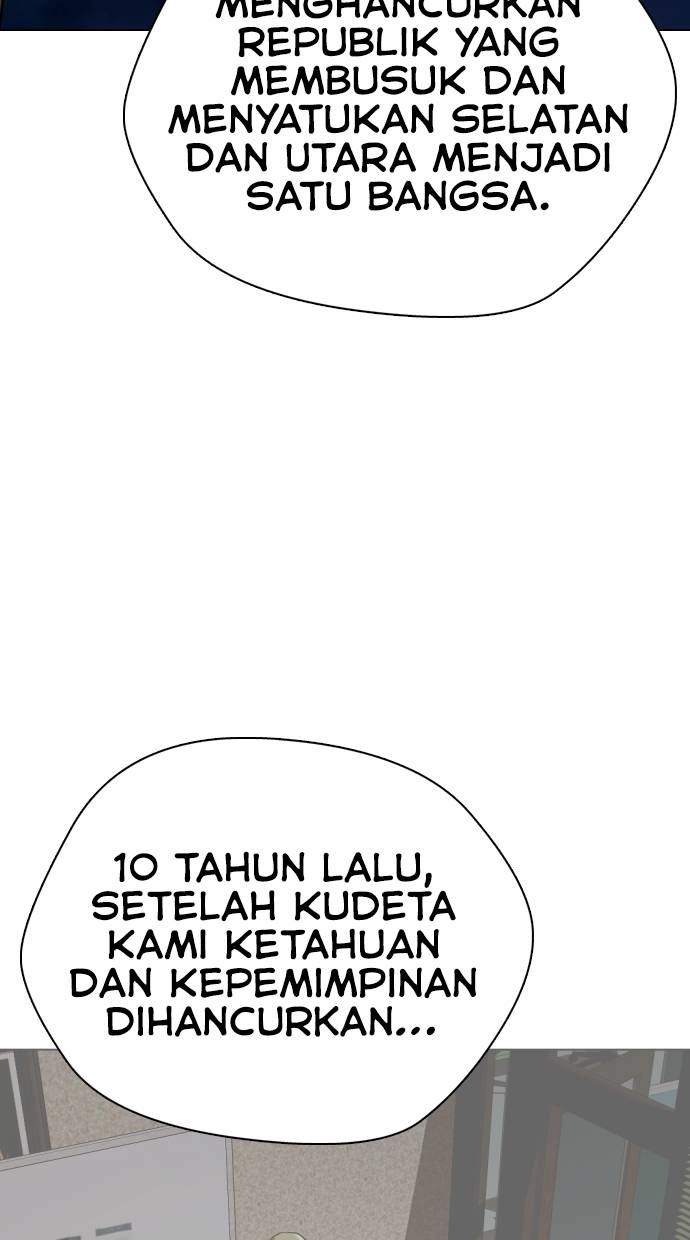 MENGHANCURKAN
REPUBLIK YANG
MEMBUSUK DAN
MENYATUKAN SELATAN
DAN UTARA MENJADI
SATU BANGSA.
10 TAHUN LALU,
SETELAH KUDETA
KAMI KETAHUAN
DAN KEPEMIMPINAN
DIHANCURKAN...